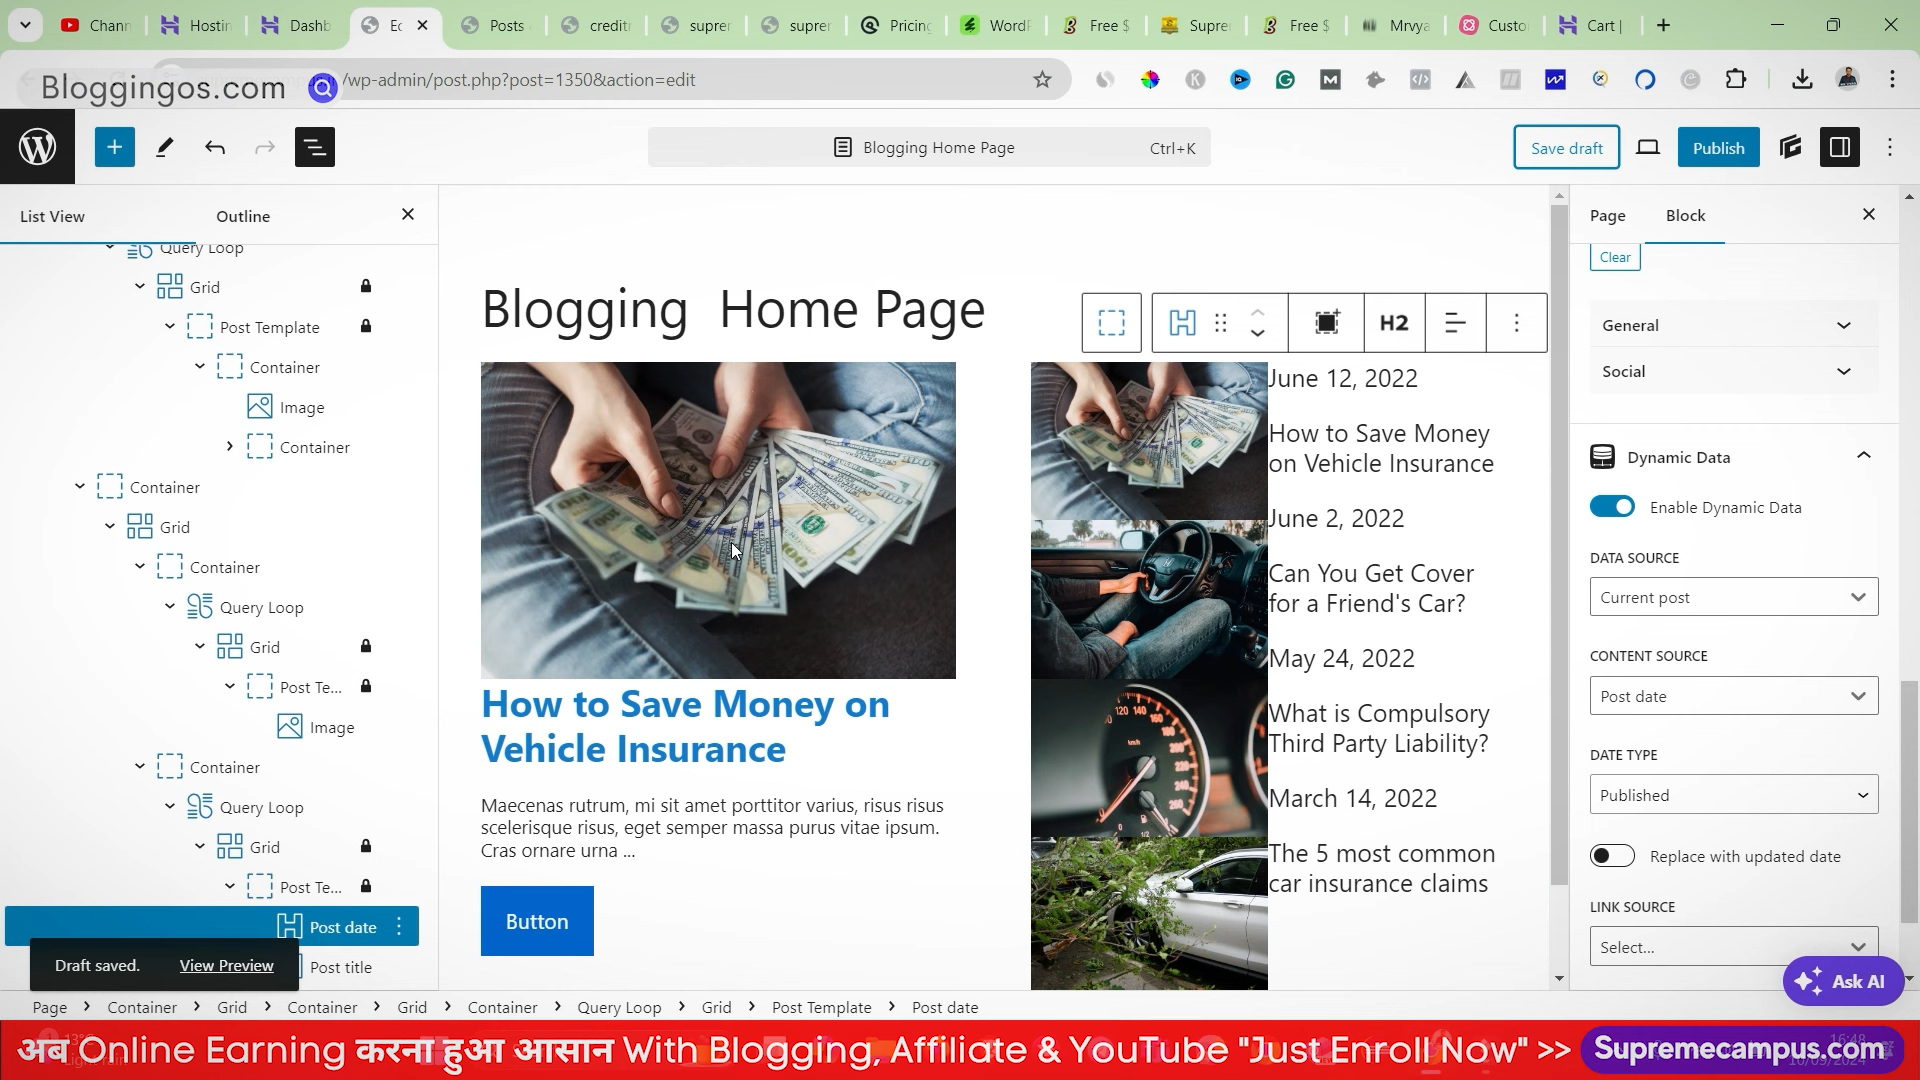 Chann
Hostin
Dashb
Posts
credit
suprer
suprer
Pricing
WordP
Free $
Supre
Free $
Mrvya
Custo
Cart |
Bloggingos.com
/wp-admin/post.php?post=1350&action=edit
Blogging Home Page
Ctrl+K
Save draft
Publish
List View
Outline
Page
Block
Query Loop
Grid
Post Template
Container
Image
Container
Container
Grid
Container
Query Loop
Grid
Post Te...
Image
Container
Query Loop
Grid
Post Te...
Post date
Post title
Draft saved.
View Preview
Blogging Home Page
H2
How to Save Money on
Vehicle Insurance
Maecenas rutrum, mi sit amet porttitor varius, risus risus
scelerisque risus, eget semper massa purus vitae ipsum.
Cras ornare urna ...
Button
June 12, 2022
How to Save Money
on Vehicle Insurance
June 2, 2022
Can You Get Cover
for a Friend's Car?
May 24, 2022
What is Compulsory
Third Party Liability?
March 14, 2022
The 5 most common
car insurance claims
Clear
General
Social
Dynamic Data
Enable Dynamic Data
DATA SOURCE
Current post
CONTENT SOURCE
Post date
DATE TYPE
Published
Replace with updated date
LINK SOURCE
Select...
Ask AI
Page > Container > Grid > Container > Grid > Container > Query Loop > Grid > Post Template > Post date
अब Online Earning करना हुआ आसान With Blogging, Affiliate & YouTube "Just Enroll Now" >>
Supremecampus.com